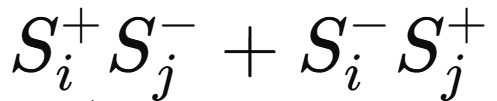 $S_i^+ S_j^- + S_i^- S_j^+$